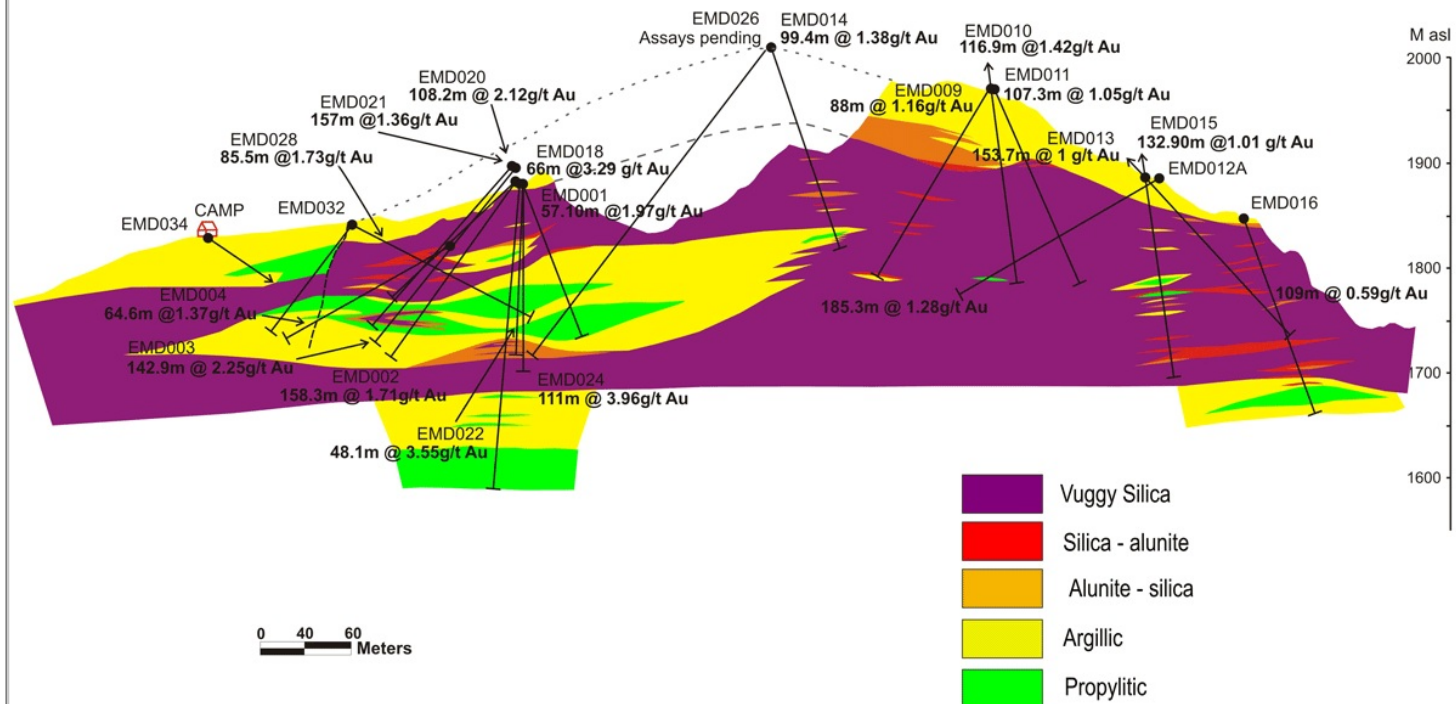 EMD026
Assays pending
EMD014
99.4m @ 1.38g/t Au
EMD010
116.9m @1.42g/t Au
M asl
2000
EMD020
108.2m @ 2.12g/t Au
EMD011
107.3m @ 1.05g/t Au
EMD009
88m @ 1.16g/t Au
EMD021
157m @1.36g/t Au
EMD015
132.90m @1.01 g/t Au
EMD013
153.7m @ 1 g/t Au
EMD028
85.5m @1.73g/t Au
EMD018
66m @3.29 g/t Au
1900
EMD012A
EMD001
57.10m @1.97g/t Au
EMD016
CAMP
EMD034
EMD032
1800
EMD004
64.6m @1.37g/t Au
185.3m @ 1.28g/t Au
109m @ 0.59g/t Au
EMD003
142.9m @ 2.25g/t Au
EMD002
158.3m @ 1.71g/t Au
EMD024
111m @ 3.96g/t Au
1700
EMD022
48.1m @ 3.55g/t Au
1600
Vuggy Silica
Silica - alunite
Alunite - silica
Argillic
Propylitic
0 40 60
Meters